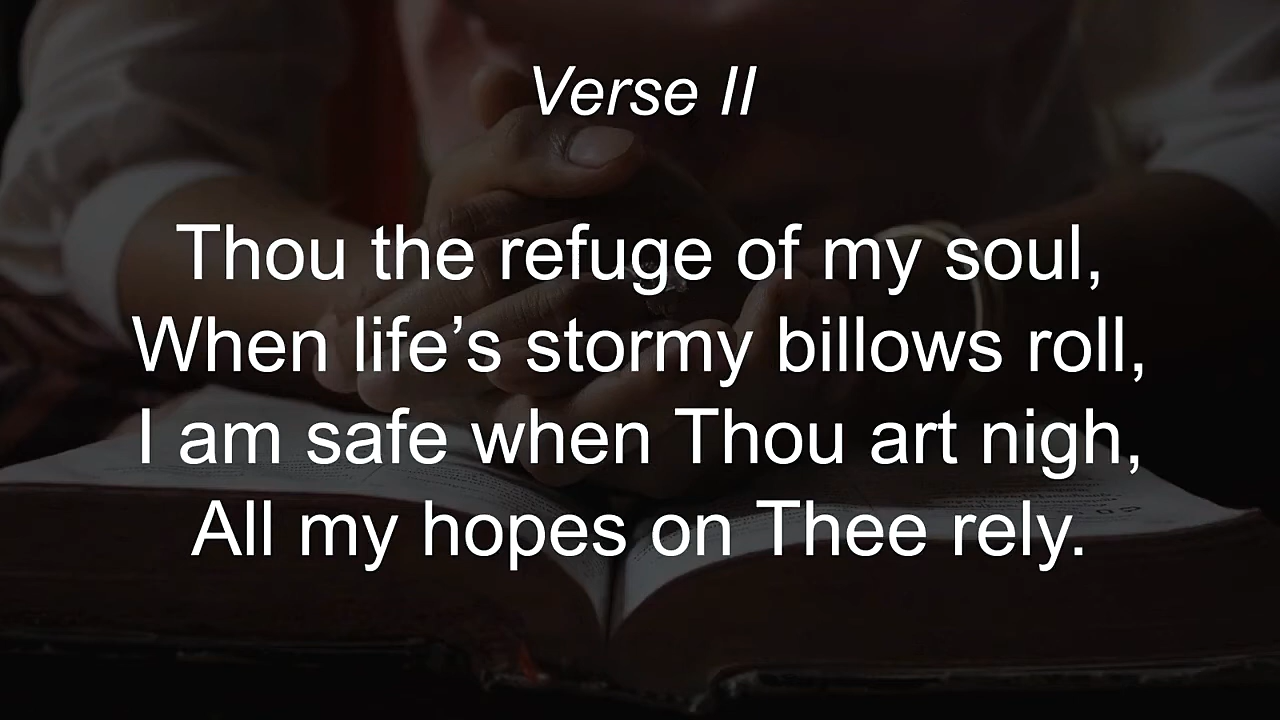 Verse II
Thou the refuge of my soul,
When life’s stormy billows roll,
I am safe when Thou art nigh,
All my hopes on Thee rely.